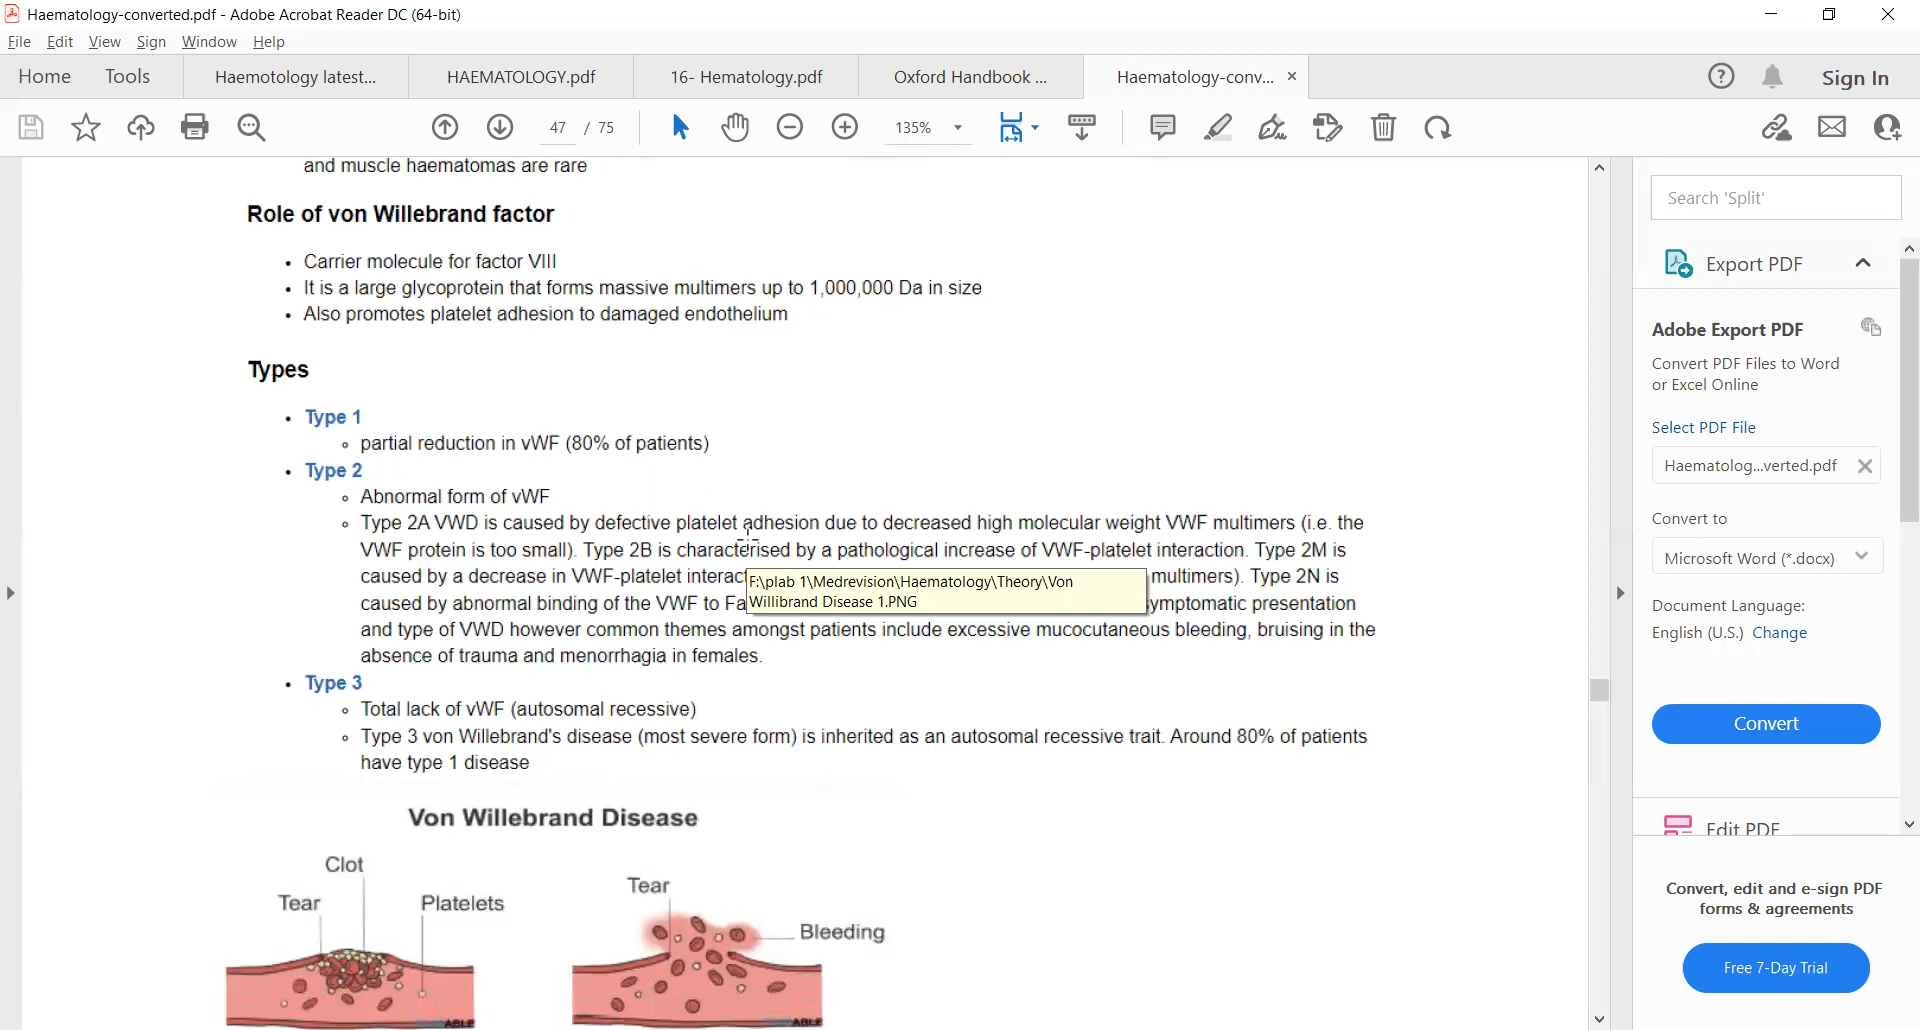 Haematology-converted.pdf - Adobe Acrobat Reader DC (64-bit)
File Edit View Sign Window Help
Home Tools Haemotology latest... HAEMATOLOGY.pdf 16- Hematology.pdf Oxford Handbook ... Haematology-conv... × Sign In
47 / 75 135%
and muscle haematomas are rare
Role of von Willebrand factor
• Carrier molecule for factor VIII
• It is a large glycoprotein that forms massive multimers up to 1,000,000 Da in size
• Also promotes platelet adhesion to damaged endothelium
Types
• Type 1
◦ partial reduction in vWF (80% of patients)
• Type 2
◦ Abnormal form of vWF
◦ Type 2A VWD is caused by defective platelet adhesion due to decreased high molecular weight VWF multimers (i.e. the
VWF protein is too small). Type 2B is characterised by a pathological increase of VWF-platelet interaction. Type 2M is
caused by a decrease in VWF-platelet interact multimers). Type 2N is
caused by abnormal binding of the VWF to Fa symptomatic presentation
and type of VWD however common themes amongst patients include excessive mucocutaneous bleeding, bruising in the
absence of trauma and menorrhagia in females.
F:\plab 1\Medrevision\Haematology\Theory\Von
Willibrand Disease 1.PNG
• Type 3
◦ Total lack of vWF (autosomal recessive)
◦ Type 3 von Willebrand's disease (most severe form) is inherited as an autosomal recessive trait. Around 80% of patients
have type 1 disease
Von Willebrand Disease
Clot
Tear
Platelets
Tear
Bleeding
ABLE
ABLE
Search 'Split'
Export PDF
Adobe Export PDF
Convert PDF Files to Word
or Excel Online
Select PDF File
Haematolog...verted.pdf
Convert to
Microsoft Word (*.docx)
Document Language:
English (U.S.) Change
Convert
Edit PDF
Convert, edit and e-sign PDF
forms & agreements
Free 7-Day Trial